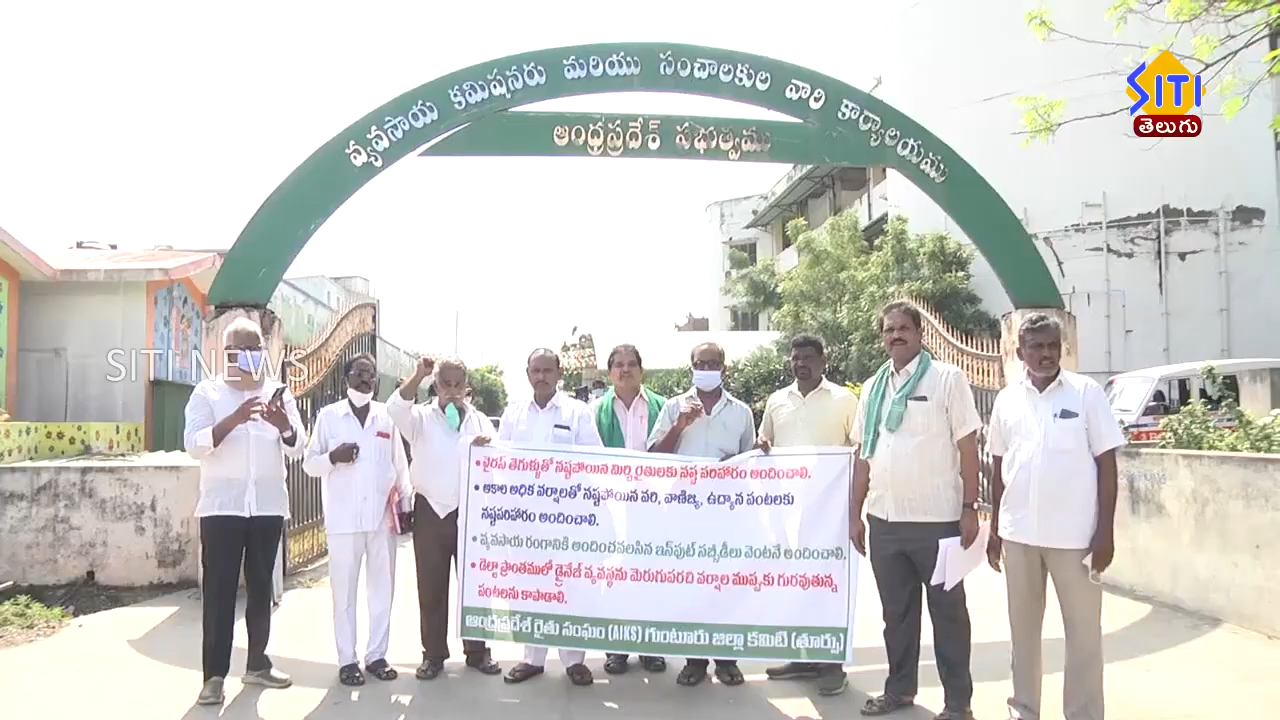 వ్యవసాయ కమిషనరు మరియు సంచాలకుల వారి కార్యాలయము
ఆంధ్రప్రదేశ్ ప్రభుత్వము
SITI
తెలుగు
SITI NEWS
• వైరస్ తెగుళ్ళుతో నష్టపోయిన మిర్చి రైతులకు నష్ట పరిహారం అందించాలి.
• అకాల అధిక వర్షాలతో నష్టపోయిన వరి, వాణిజ్య, ఉద్యాన పంటలకు
నష్టపరిహారం అందించాలి.
• వ్యవసాయ రంగానికి అందించవలసిన ఇన్‌పుట్ సబ్సిడీలు వెంటనే అందించాలి.
• డెల్టా ప్రాంతములో డ్రైనేజ్ వ్యవస్థను మెరుగుపరచి వర్షాల ముప్పుకు గురవుతున్న
పంటలను కాపాడాలి.
ఆంధ్రప్రదేశ్ రైతు సంఘం (AIKS) గుంటూరు జిల్లా కమిటి (తూర్పు)